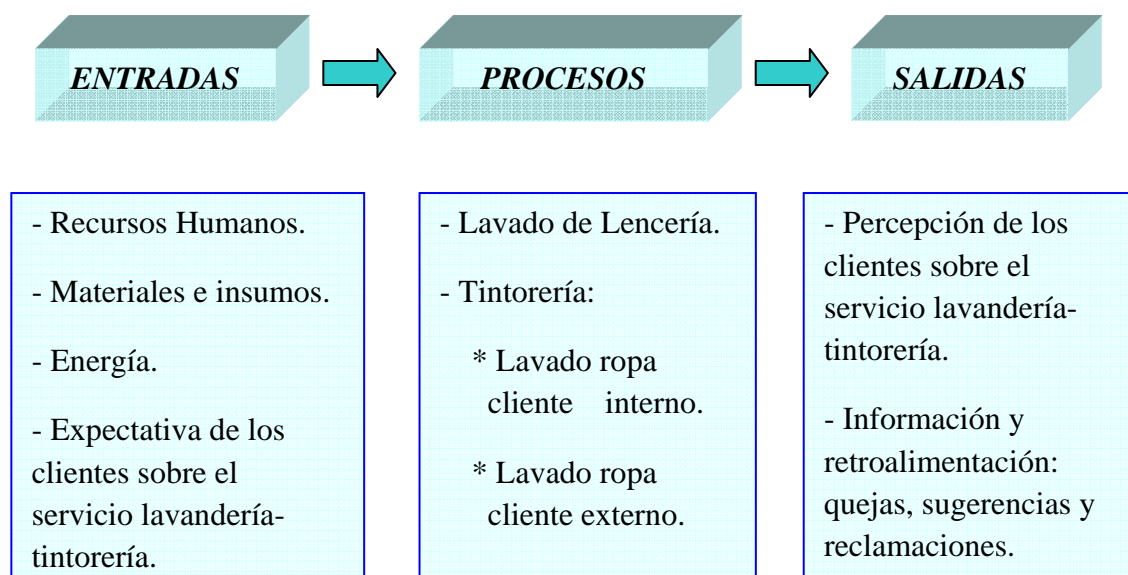 ENTRADAS
PROCESOS
SALIDAS
- Recursos Humanos.
- Materiales e insumos.
- Energía.
- Expectativa de los
clientes sobre el
servicio lavandería-
tintorería.
- Lavado de Lencería.
- Tintorería:
* Lavado ropa
cliente interno.
* Lavado ropa
cliente externo.
- Percepción de los
clientes sobre el
servicio lavandería-
tintorería.
- Información y
retroalimentación:
quejas, sugerencias y
reclamaciones.